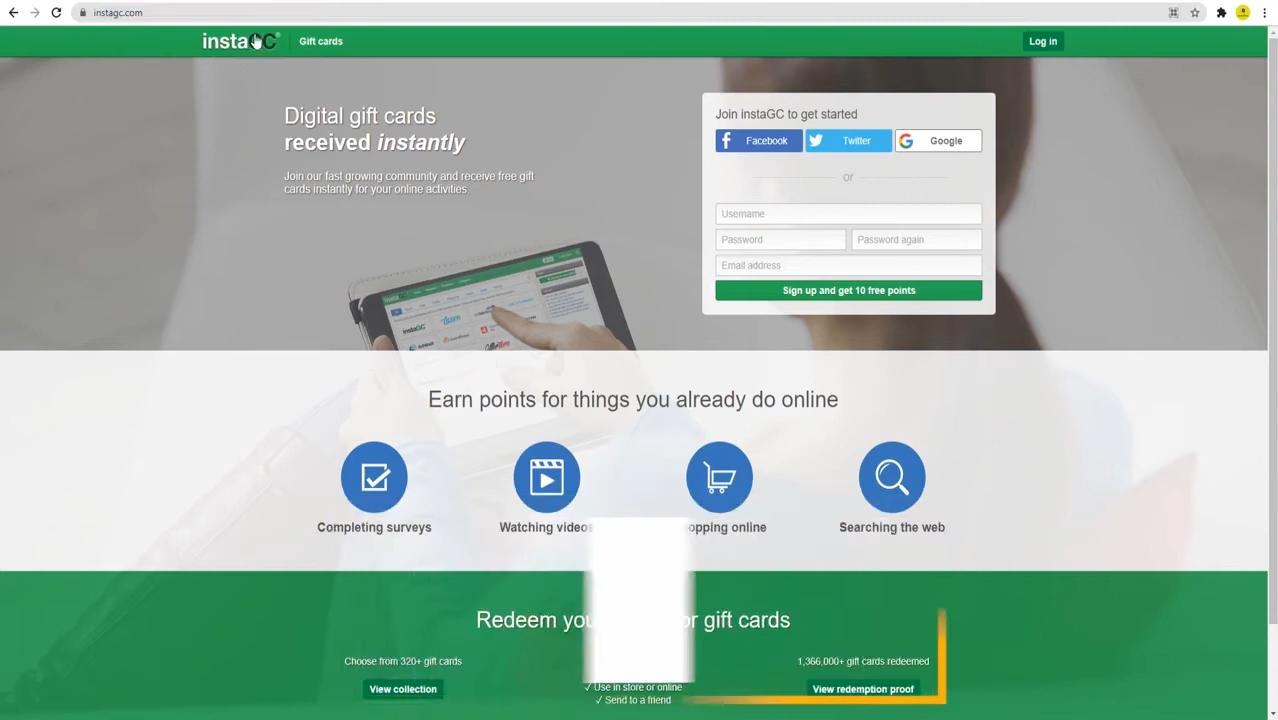 instagc.com
instaGC
Gift cards
Log in
Digital gift cards
received instantly
Join our fast growing community and receive free gift
cards instantly for your online activities.
Join instaGC to get started
Facebook
Twitter
Google
or
Username
Password
Password again
Email address
Sign up and get 10 free points
Earn points for things you already do online
Completing surveys
Watching videos
opping online
Searching the web
Redeem you
or gift cards
Choose from 320+ gift cards
1,366,000+ gift cards redeemed
View collection
✓ Use in store or online
✓ Send to a friend
View redemption proof